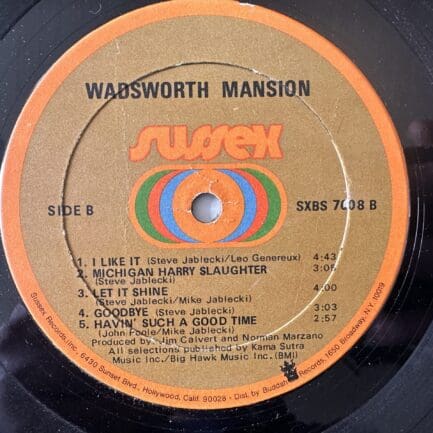 WADSWORTH MANSION
sussex
SIDE B
SXBS 7008 B
1. I LIKE IT (Steve Jablecki/Leo Genereux) 4:43
2. MICHIGAN HARRY SLAUGHTER 3:06
(Steve Jablecki)
3. LET IT SHINE 4:00
(Steve Jablecki/Mike Jablecki)
4. GOODBYE (Steve Jablecki) 3:03
5. HAVIN' SUCH A GOOD TIME 2:57
(John Poole/Mike Jablecki)
Produced by: Jim Calvert and Norman Marzano
All selections published by Kama Sutra
Music Inc./Big Hawk Music Inc. (BMI)
Sussex Records, Inc. 6430 Sunset Blvd., Hollywood, Calif. 90028 - Dist. by Buddah Records, 1650 Broadway, N.Y. 10019